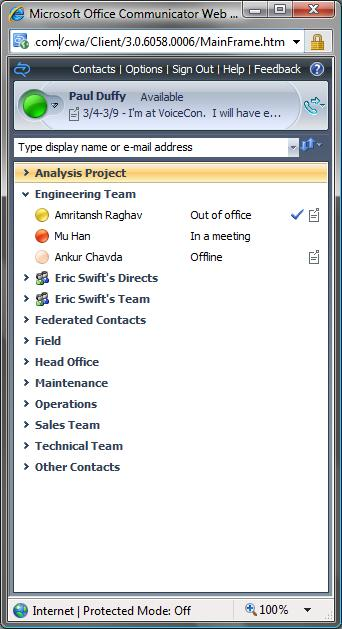 Microsoft Office Communicator Web ...
com/cwa/Client/3.0.6058.0006/MainFrame.htm
Contacts | Options | Sign Out | Help | Feedback ?
Paul Duffy Available
3/4-3/9 - I'm at VoiceCon. I will have e...
Type display name or e-mail address
Analysis Project
Engineering Team
Amritansh Raghav Out of office
Mu Han In a meeting
Ankur Chavda Offline
Eric Swift's Directs
Eric Swift's Team
Federated Contacts
Field
Head Office
Maintenance
Operations
Sales Team
Technical Team
Other Contacts
Internet | Protected Mode: Off 100%